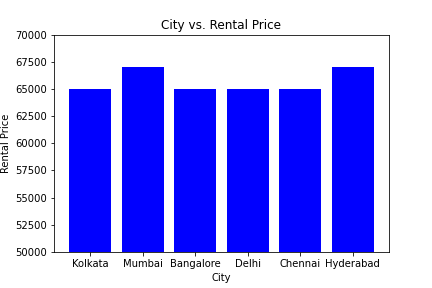 City vs. Rental Price
70000
67500
65000
62500
60000
57500
55000
52500
50000
Rental Price
Kolkata Mumbai Bangalore Delhi Chennai Hyderabad
City